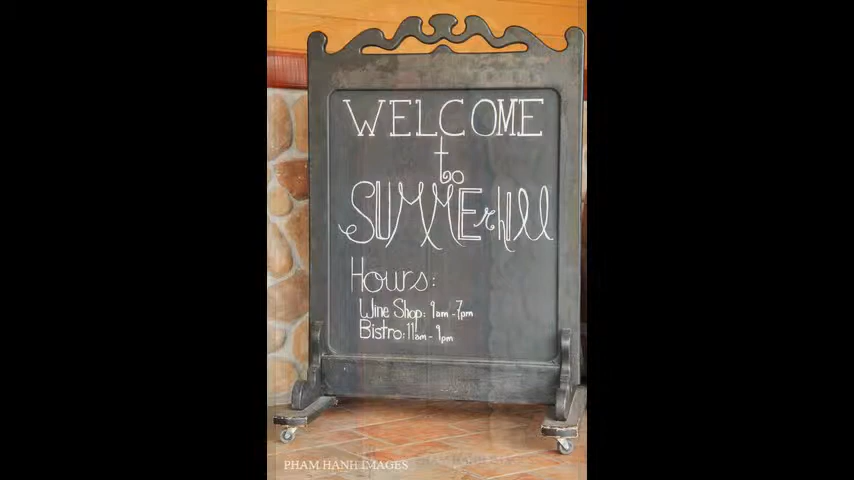 WELCOME
to
SUMMERhill
Hours:
Wine Shop: 9am - 7pm
Bistro: 11am - 9pm
PHAM HANH IMAGES